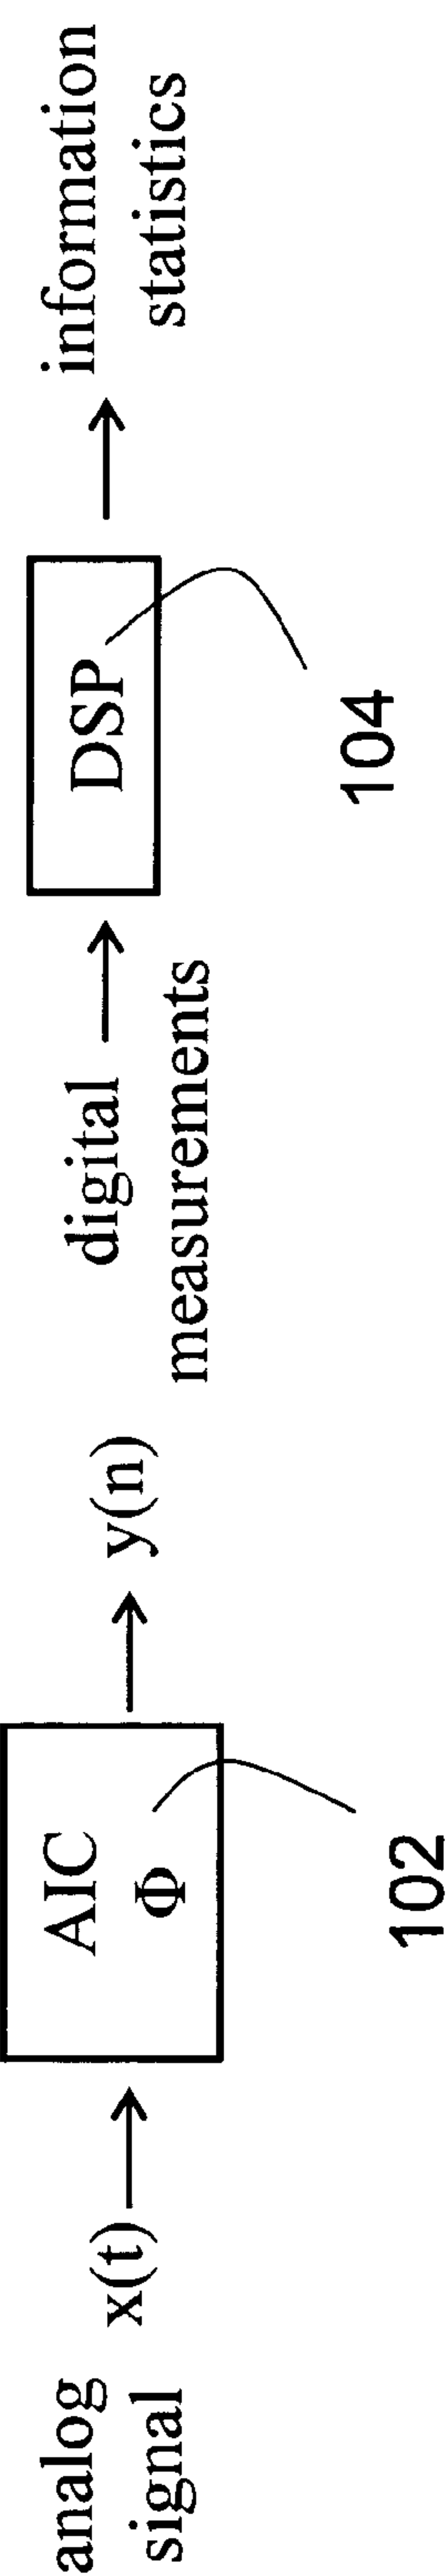 analog
signal
x(t)
AIC
Φ
102
y(n)
digital
measurements
DSP
104
information
statistics